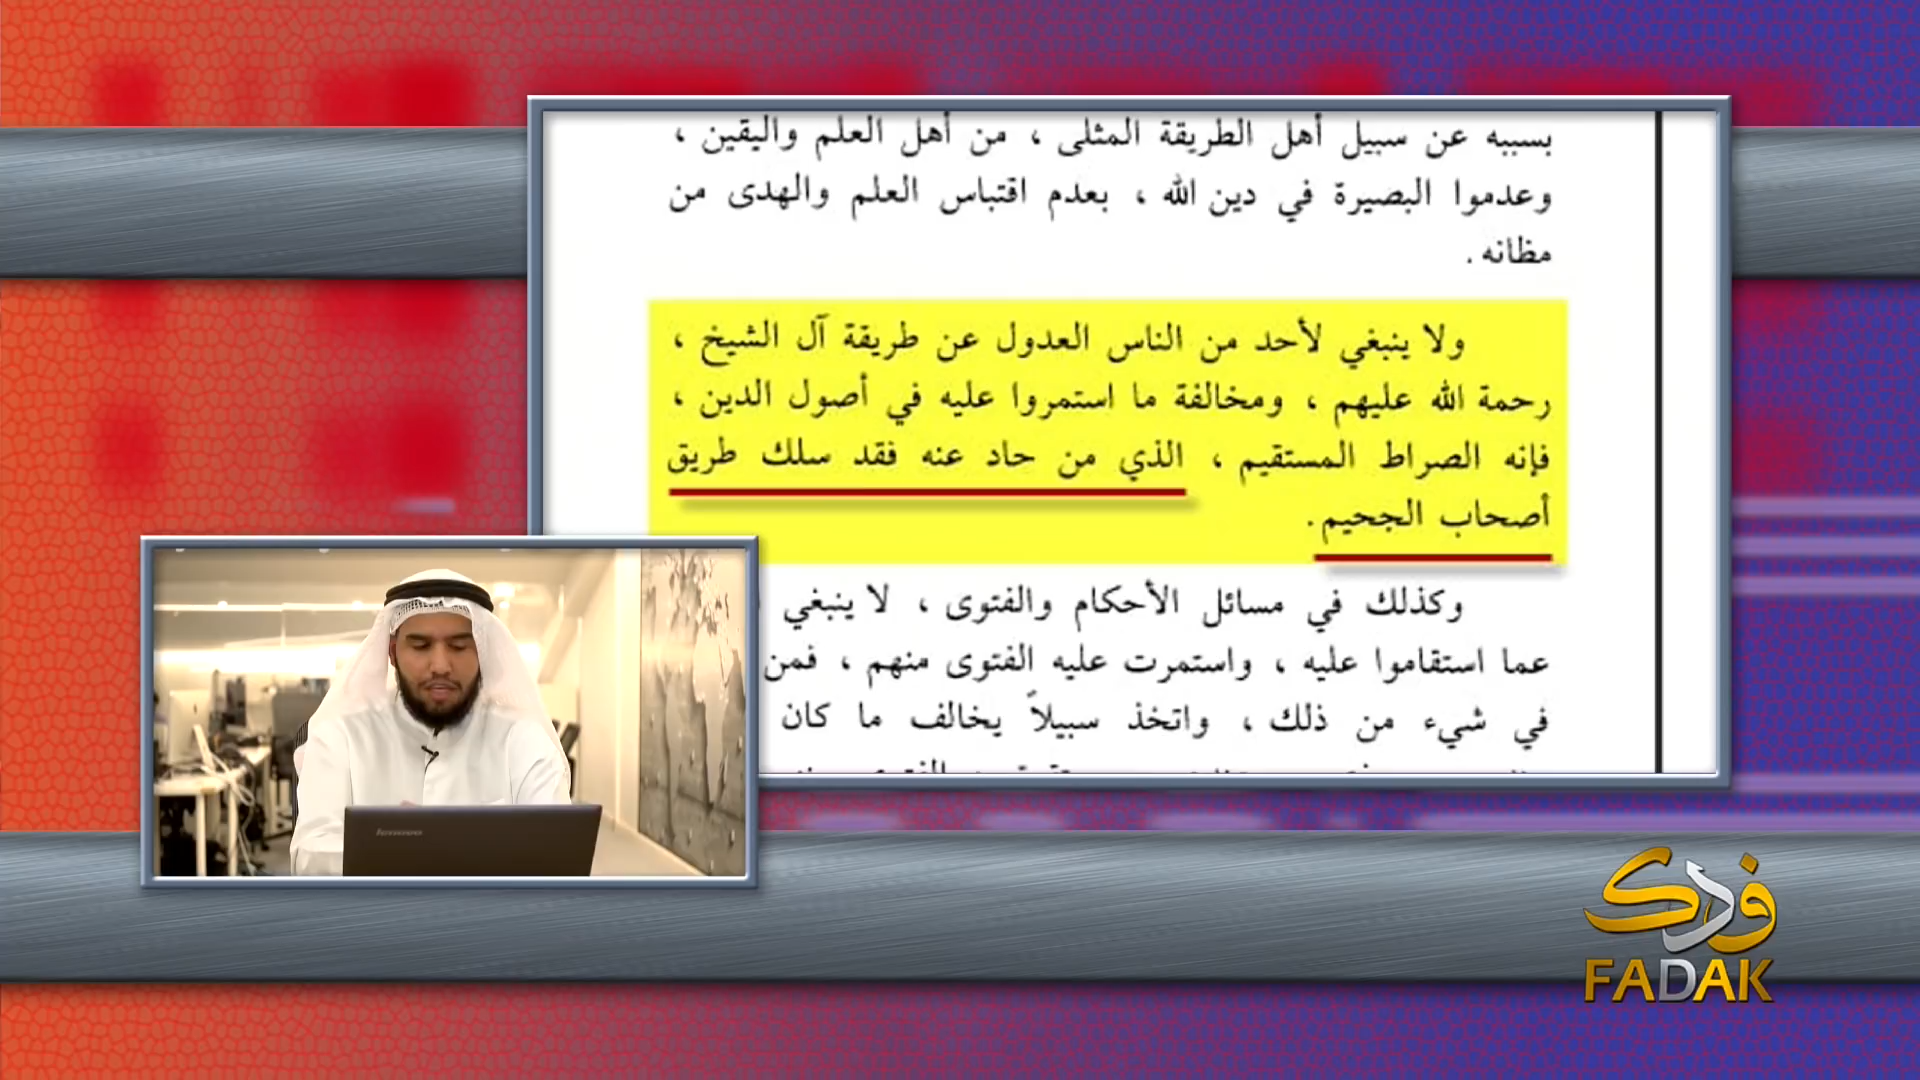 بسببه عن سبيل أهل الطريقة المثلى ، من أهل العلم واليقين ،
وعدموا البصيرة في دين الله ، بعدم اقتباس العلم والهدى من
مظانه .
ولا ينبغي لأحد من الناس العدول عن طريقة آل الشيخ ،
رحمة الله عليهم ، ومخالفة ما استمروا عليه في أصول الدين ،
فإنه الصراط المستقيم ، الذي من حاد عنه فقد سلك طريق
أصحاب الجحيم .
وكذلك في مسائل الأحكام والفتوى ، لا ينبغي
عما استقاموا عليه ، واستمرت عليه الفتوى منهم ، فمن
في شيء من ذلك ، واتخذ سبيلاً يخالف ما كان
lenovo
فدك
FADAK